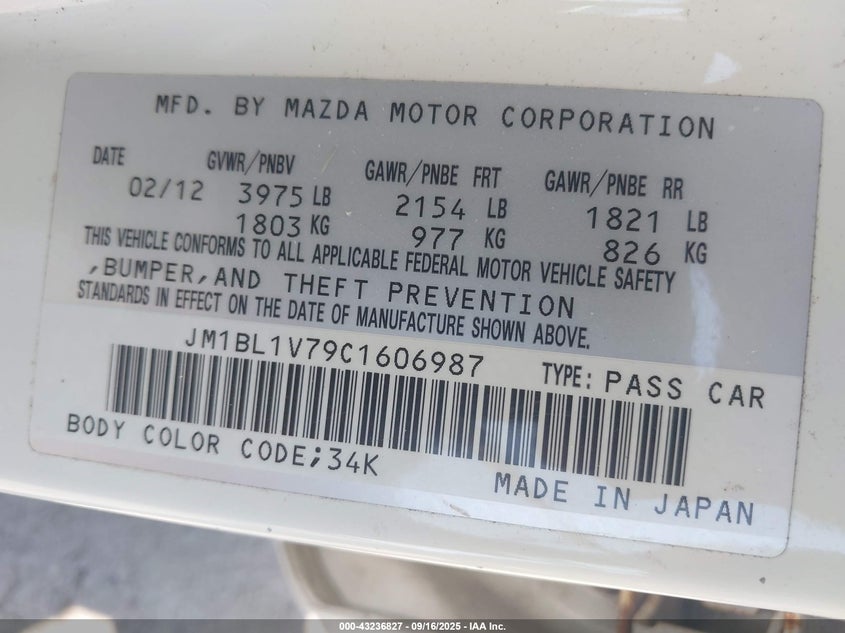 MFD. BY MAZDA MOTOR CORPORATION
DATE GVWR/PNBV GAWR/PNBE FRT GAWR/PNBE RR
02/12 3975 LB 2154 LB 1821 LB
1803 KG 977 KG 826 KG
THIS VEHICLE CONFORMS TO ALL APPLICABLE FEDERAL MOTOR VEHICLE SAFETY
,BUMPER,AND THEFT PREVENTION
STANDARDS IN EFFECT ON THE DATE OF MANUFACTURE SHOWN ABOVE.
JM1BL1V79C1606987 TYPE: PASS CAR
BODY COLOR CODE;34K
MADE IN JAPAN
000-43236827 - 09/16/2025 - IAA Inc.